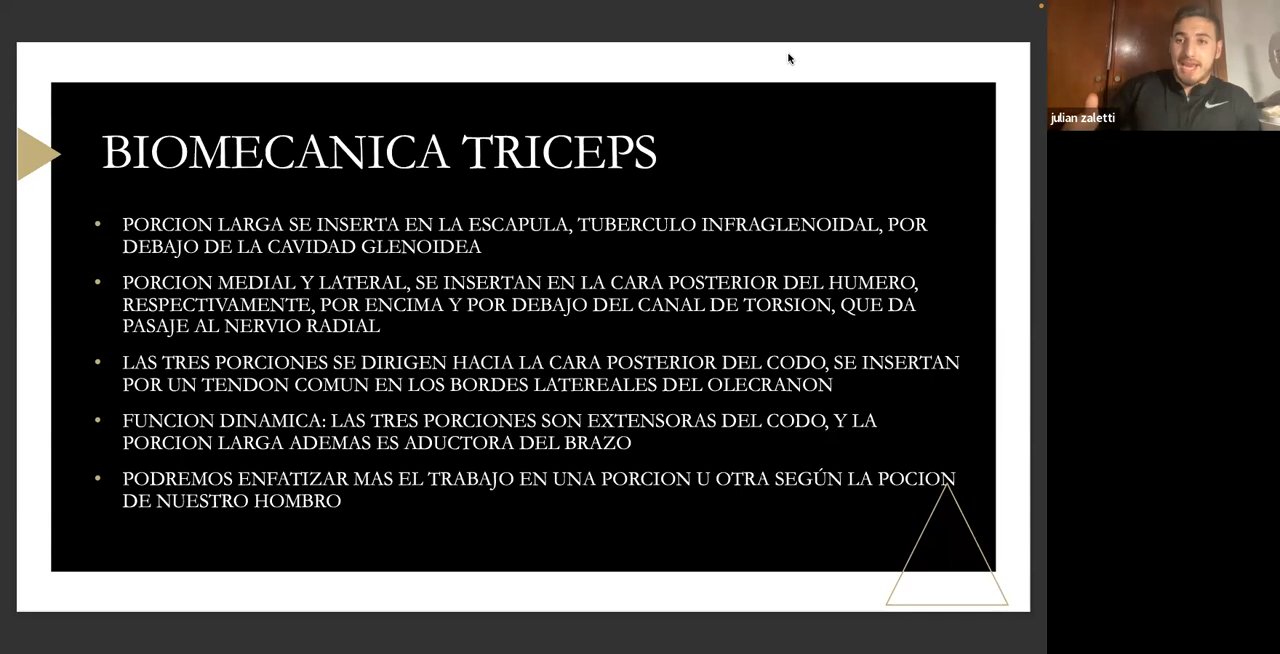 BIOMECANICA TRICEPS
• PORCION LARGA SE INSERTA EN LA ESCAPULA, TUBERCULO INFRAGLENOIDAL, POR
DEBAJO DE LA CAVIDAD GLENOIDEA
• PORCION MEDIAL Y LATERAL, SE INSERTAN EN LA CARA POSTERIOR DEL HUMERO,
RESPECTIVAMENTE, POR ENCIMA Y POR DEBAJO DEL CANAL DE TORSION, QUE DA
PASAJE AL NERVIO RADIAL
• LAS TRES PORCIONES SE DIRIGEN HACIA LA CARA POSTERIOR DEL CODO, SE INSERTAN
POR UN TENDON COMUN EN LOS BORDES LATEREALES DEL OLECRANON
• FUNCION DINAMICA: LAS TRES PORCIONES SON EXTENSORAS DEL CODO, Y LA
PORCION LARGA ADEMAS ES ADUCTORA DEL BRAZO
• PODREMOS ENFATIZAR MAS EL TRABAJO EN UNA PORCION U OTRA SEGÚN LA POCION
DE NUESTRO HOMBRO
julian zaletti